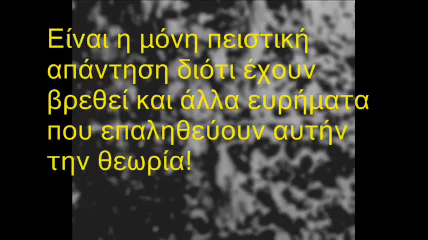 Είναι η μόνη πειστική
απάντηση διότι έχουν
βρεθεί και άλλα ευρήματα
που επαληθεύουν αυτήν
την θεωρία!